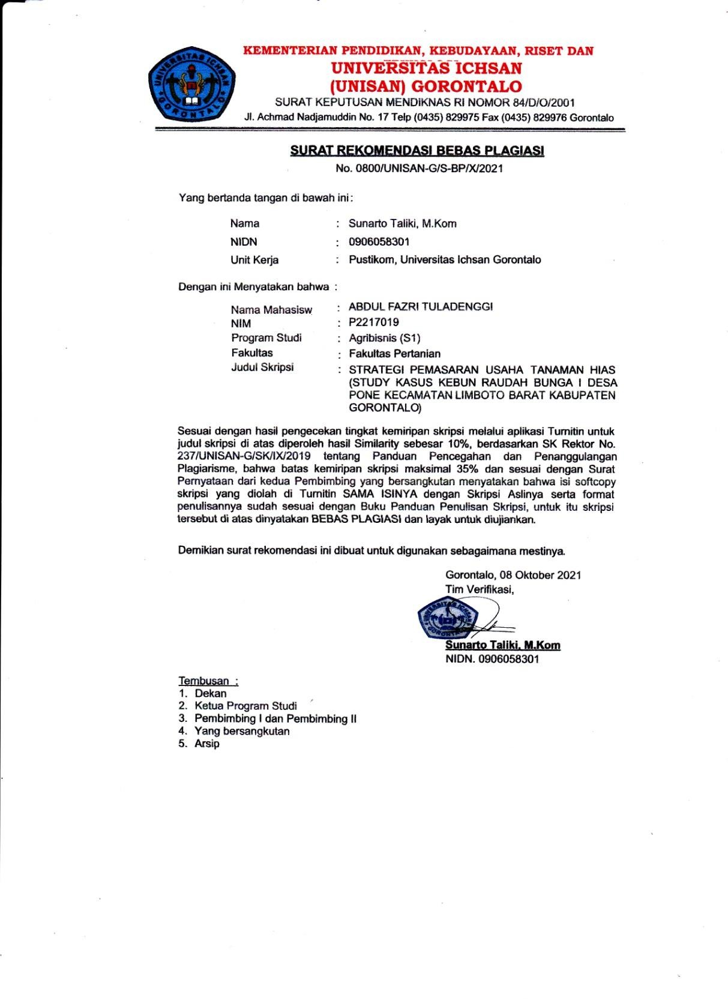 KEMENTERIAN PENDIDIKAN, KEBUDAYAAN, RISET DAN
UNIVERSITAS ICHSAN
(UNISAN) GORONTALO
SURAT KEPUTUSAN MENDIKNAS RI NOMOR 84/D/O/2001
Jl. Achmad Nadjamuddin No. 17 Telp (0435) 829975 Fax (0435) 829976 Gorontalo
UNIVERSITAS ICHSAN
GORONTALO
SURAT REKOMENDASI BEBAS PLAGIASI
No. 0800/UNISAN-G/S-BP/X/2021
Yang bertanda tangan di bawah ini :
Nama : Sunarto Taliki, M.Kom
NIDN : 0906058301
Unit Kerja : Pustikom, Universitas Ichsan Gorontalo
Dengan ini Menyatakan bahwa :
Nama Mahasisw : ABDUL FAZRI TULADENGGI
NIM : P2217019
Program Studi : Agribisnis (S1)
Fakultas : Fakultas Pertanian
Judul Skripsi : STRATEGI PEMASARAN USAHA TANAMAN HIAS
(STUDY KASUS KEBUN RAUDAH BUNGA I DESA
PONE KECAMATAN LIMBOTO BARAT KABUPATEN
GORONTALO)
Sesuai dengan hasil pengecekan tingkat kemiripan skripsi melalui aplikasi Turnitin untuk
judul skripsi di atas diperoleh hasil Similarity sebesar 10%, berdasarkan SK Rektor No.
237/UNISAN-G/SK/IX/2019 tentang Panduan Pencegahan dan Penanggulangan
Plagiarisme, bahwa batas kemiripan skripsi maksimal 35% dan sesuai dengan Surat
Pernyataan dari kedua Pembimbing yang bersangkutan menyatakan bahwa isi softcopy
skripsi yang diolah di Turnitin SAMA ISINYA dengan Skripsi Aslinya serta format
penulisannya sudah sesuai dengan Buku Panduan Penulisan Skripsi, untuk itu skripsi
tersebut di atas dinyatakan BEBAS PLAGIASI dan layak untuk diujiankan.
Demikian surat rekomendasi ini dibuat untuk digunakan sebagaimana mestinya.
Gorontalo, 08 Oktober 2021
Tim Verifikasi,
UNIVERSITAS ICHSAN
GORONTALO
Sunarto Taliki, M.Kom
NIDN. 0906058301
Tembusan :
1. Dekan
2. Ketua Program Studi
3. Pembimbing I dan Pembimbing II
4. Yang bersangkutan
5. Arsip